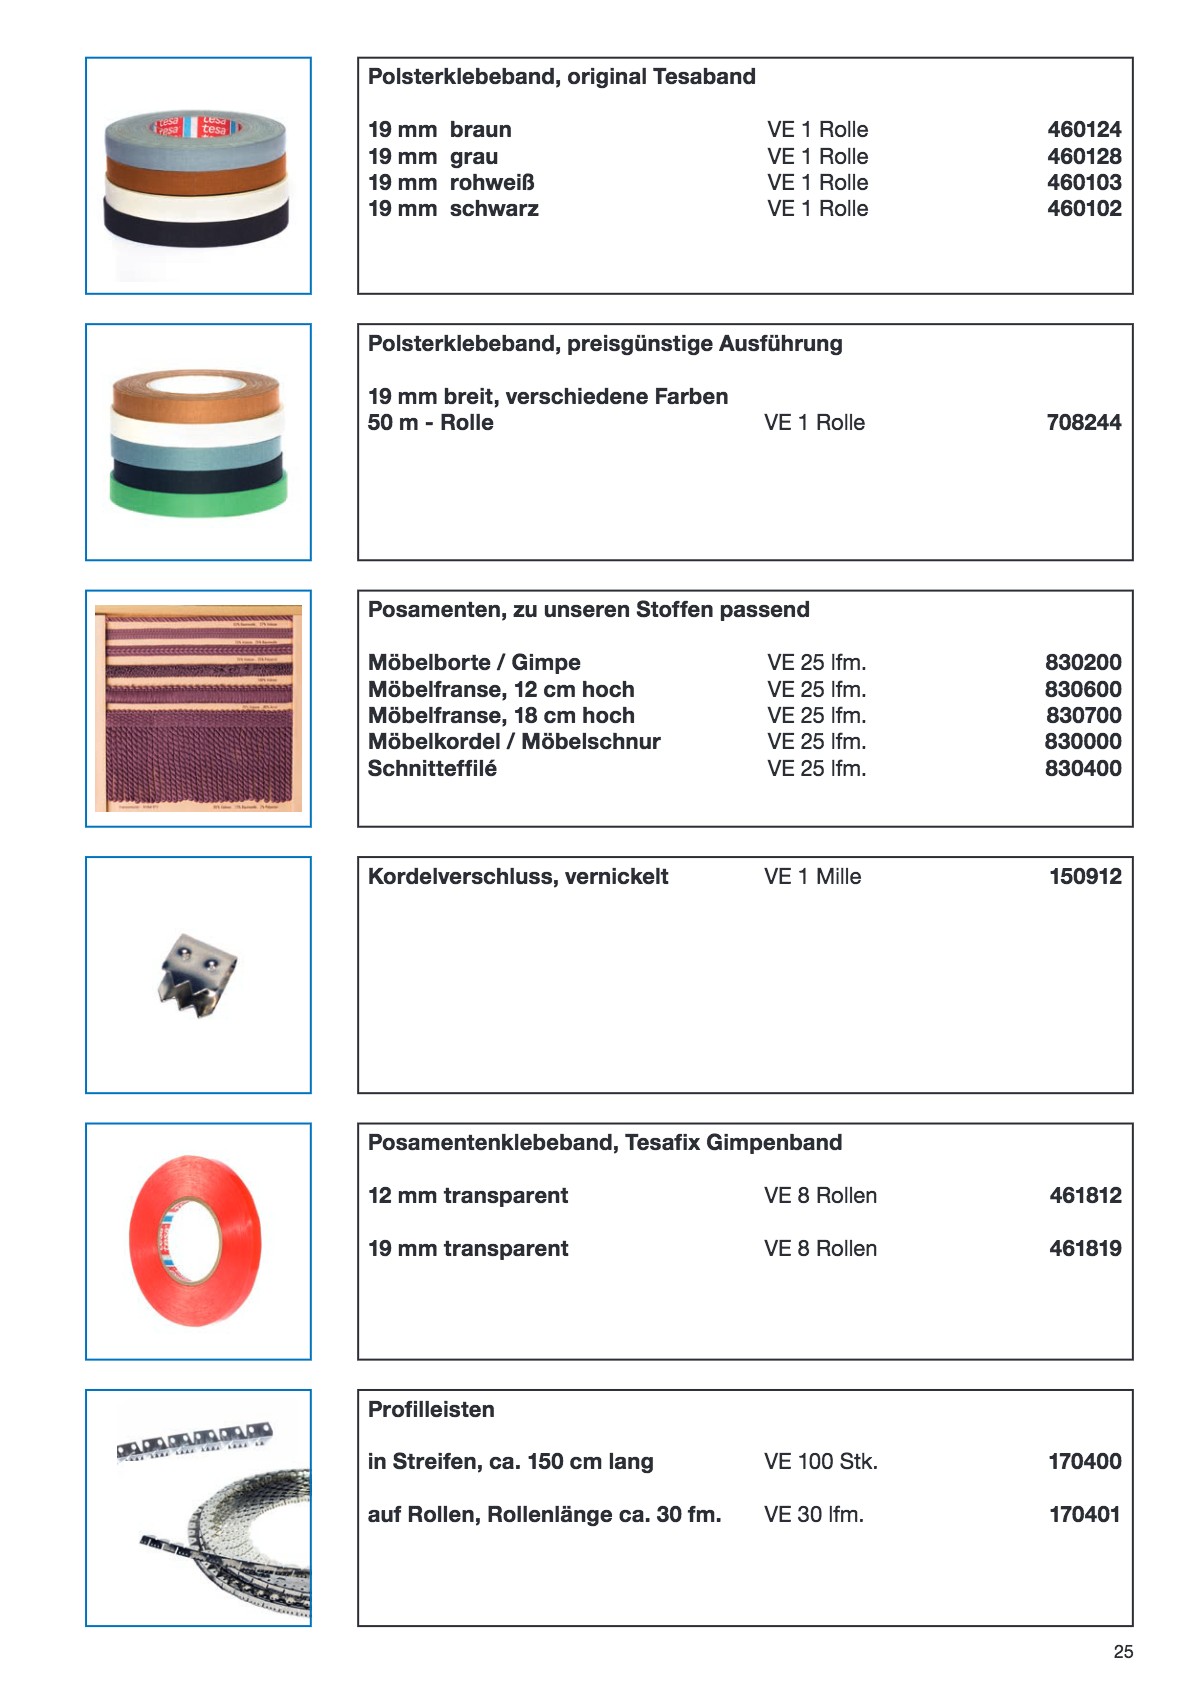 Polsterklebeband, original Tesaband
19 mm braun VE 1 Rolle 460124
19 mm grau VE 1 Rolle 460128
19 mm rohweiß VE 1 Rolle 460103
19 mm schwarz VE 1 Rolle 460102
tesa tesa
tesa tesa
Polsterklebeband, preisgünstige Ausführung
19 mm breit, verschiedene Farben
50 m - Rolle VE 1 Rolle 708244
Posamenten, zu unseren Stoffen passend
Möbelborte / Gimpe VE 25 lfm. 830200
Möbelfranse, 12 cm hoch VE 25 lfm. 830600
Möbelfranse, 18 cm hoch VE 25 lfm. 830700
Möbelkordel / Möbelschnur VE 25 lfm. 830000
Schnitteffilé VE 25 lfm. 830400
Kordelverschluss, vernickelt VE 1 Mille 150912
Posamentenklebeband, Tesafix Gimpenband
12 mm transparent VE 8 Rollen 461812
19 mm transparent VE 8 Rollen 461819
Profilleisten
in Streifen, ca. 150 cm lang VE 100 Stk. 170400
auf Rollen, Rollenlänge ca. 30 fm. VE 30 lfm. 170401
25